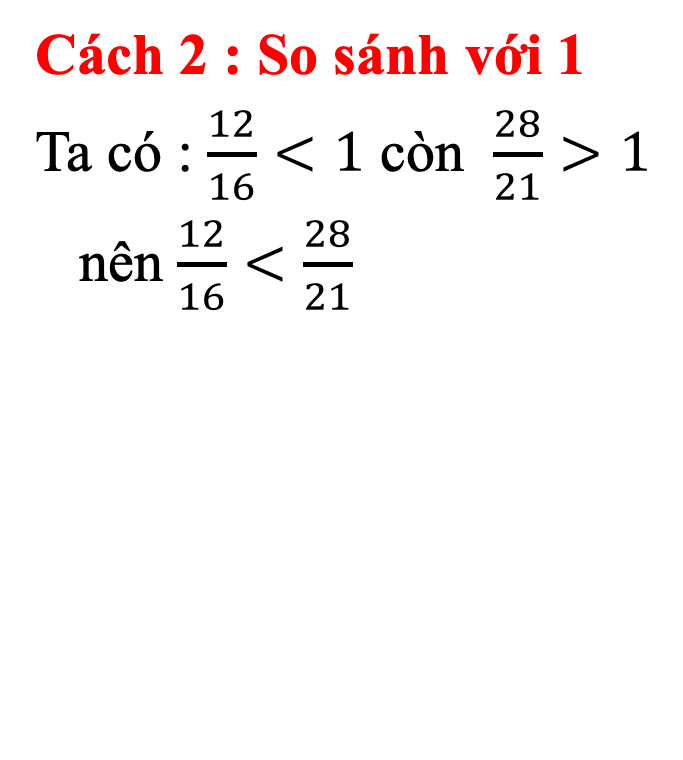 Cách 2 : So sánh với 1
Ta có : 12/16 < 1 còn 28/21 > 1
nên 12/16 < 28/21